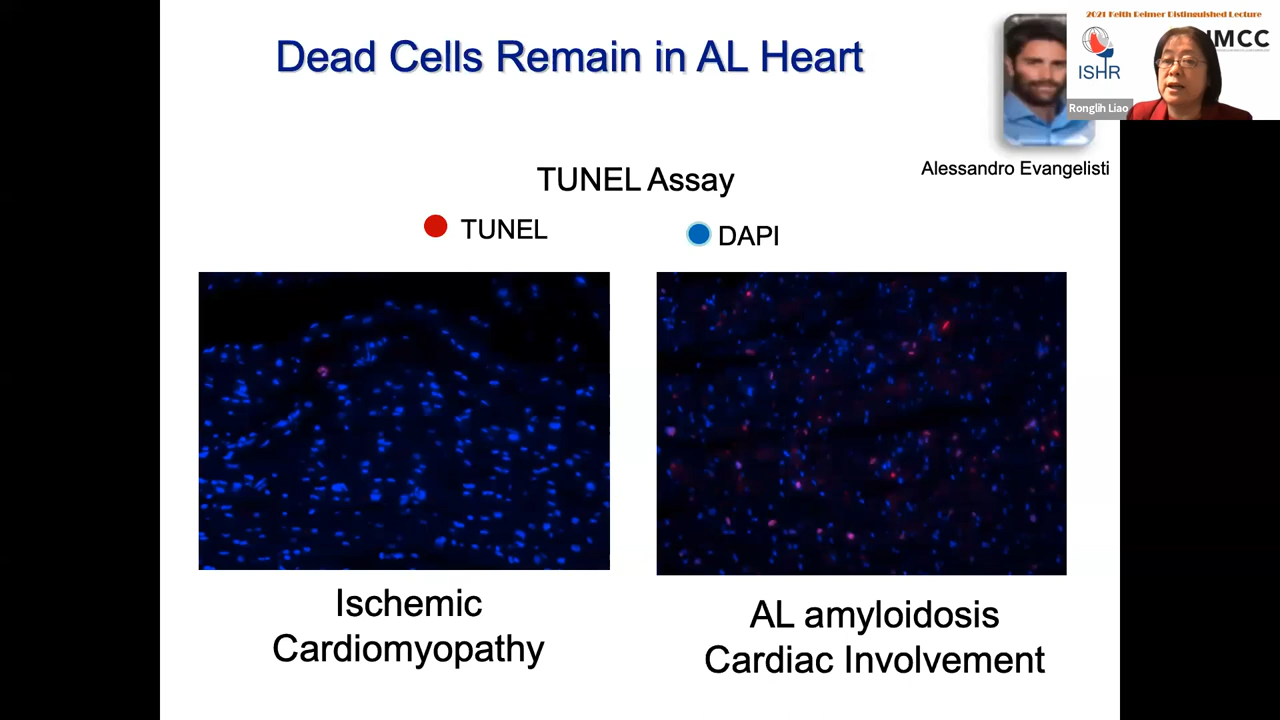 Dead Cells Remain in AL Heart
2021 Keith Reimer Distinguished Lecture
ISHR
MCC
Ronglih Liao
Alessandro Evangelisti
TUNEL Assay
TUNEL
DAPI
Ischemic
Cardiomyopathy
AL amyloidosis
Cardiac Involvement